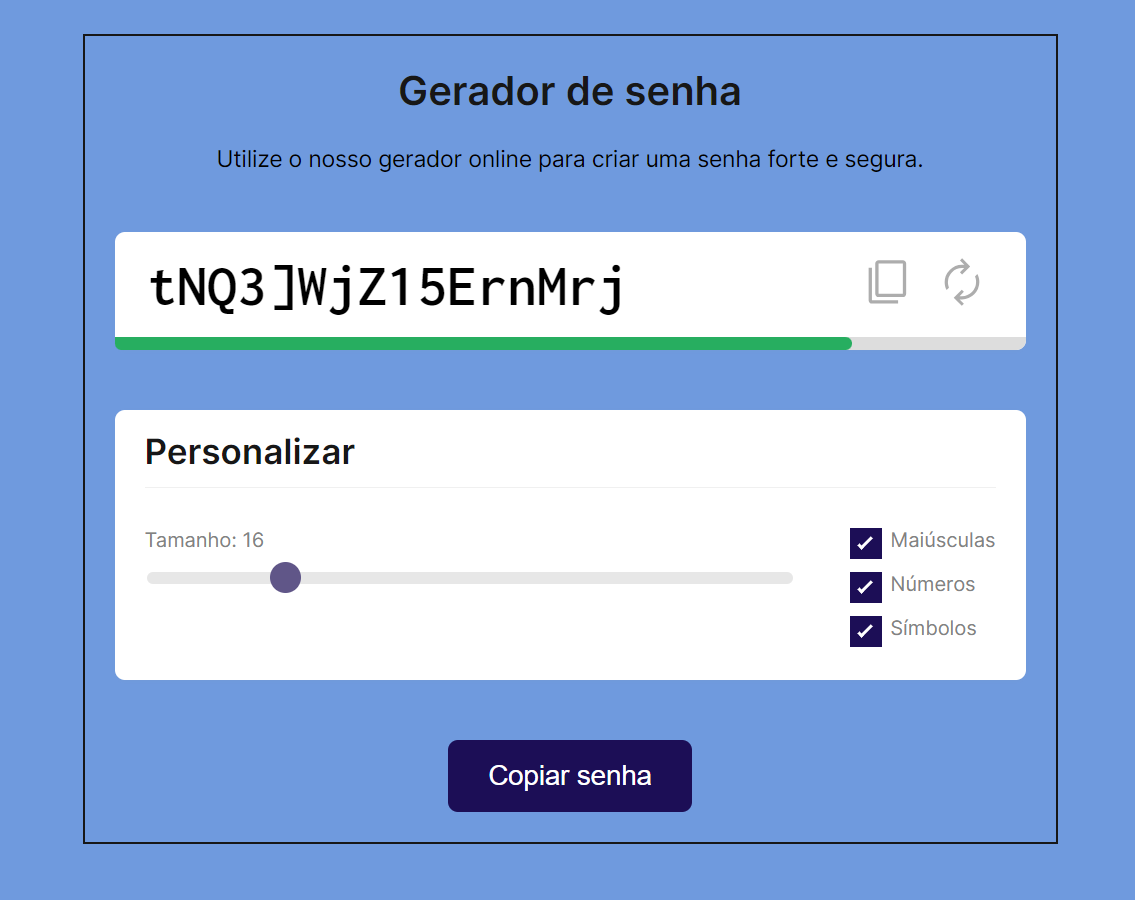 Gerador de senha
Utilize o nosso gerador online para criar uma senha forte e segura.
tNQ3]WjZ15ErnMrj
Personalizar
Tamanho: 16
Maiúsculas
Números
Símbolos
Copiar senha